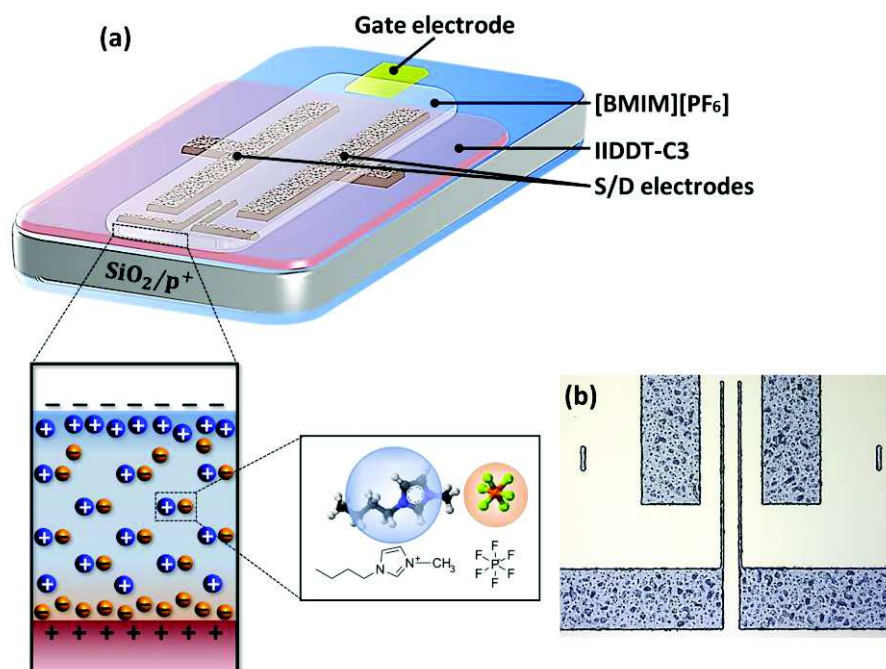 (a)
Gate electrode
[BMIM][PF₆]
IIDDT-C3
S/D electrodes
SiO₂/p⁺
− − − − − − −
+ + + + + + + +
− −
−
+ − + − + −
+ − + −
+ − + − + −
+ + +
− − − − − − − −
+ + + + + + +
N N⁺ CH₃
F F F P⁻ F F F
(b)